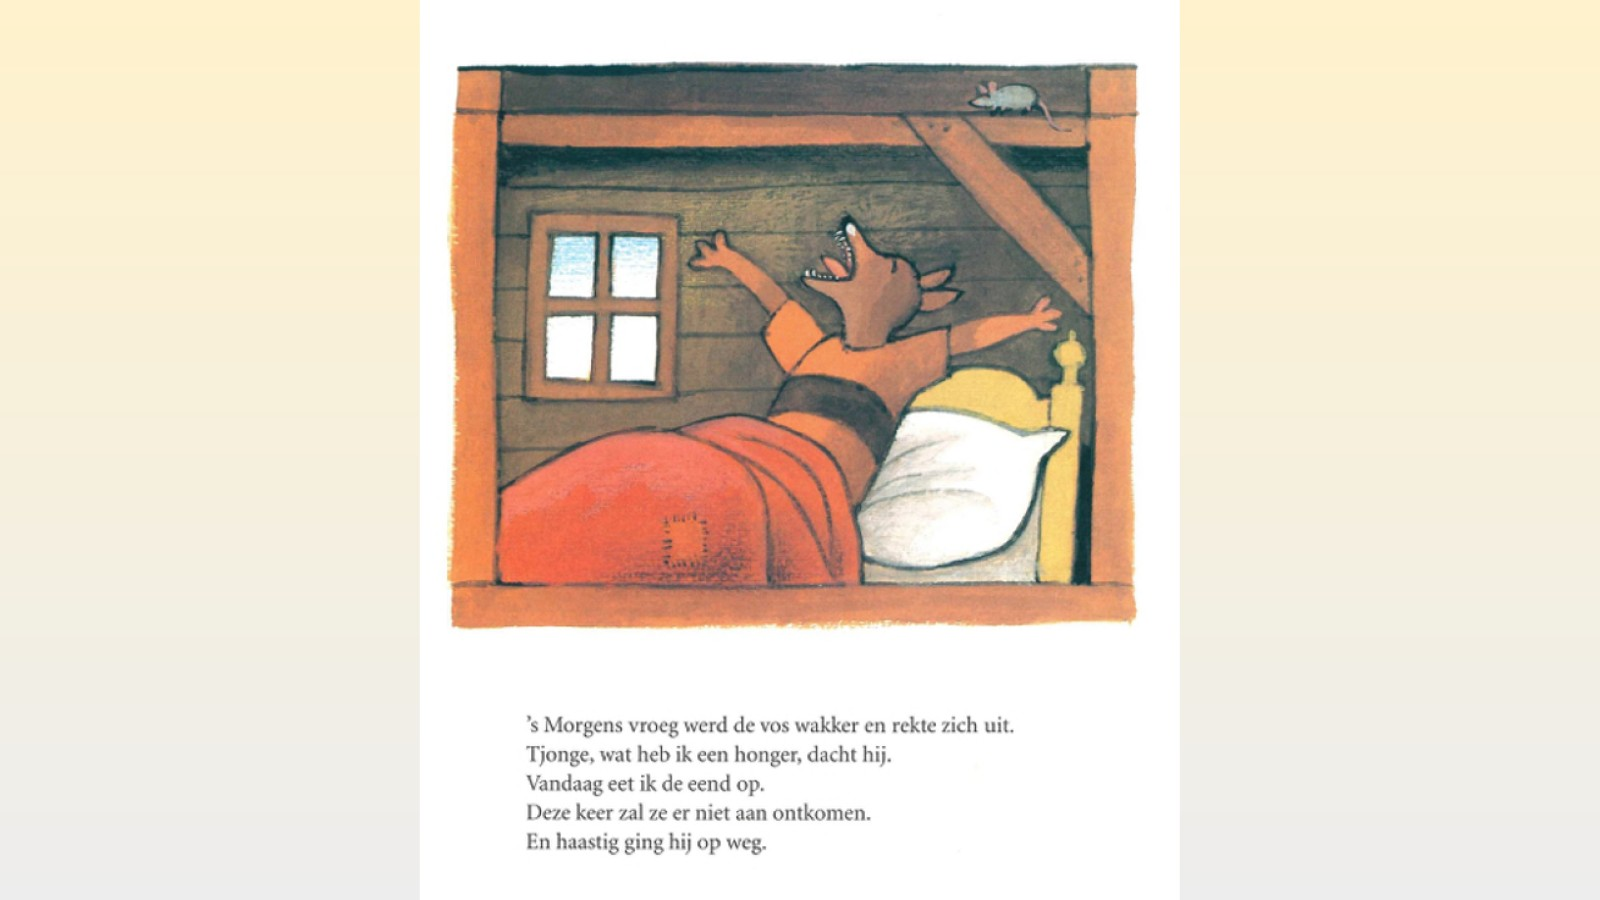 ’s Morgens vroeg werd de vos wakker en rekte zich uit.
Tjonge, wat heb ik een honger, dacht hij.
Vandaag eet ik de eend op.
Deze keer zal ze er niet aan ontkomen.
En haastig ging hij op weg.